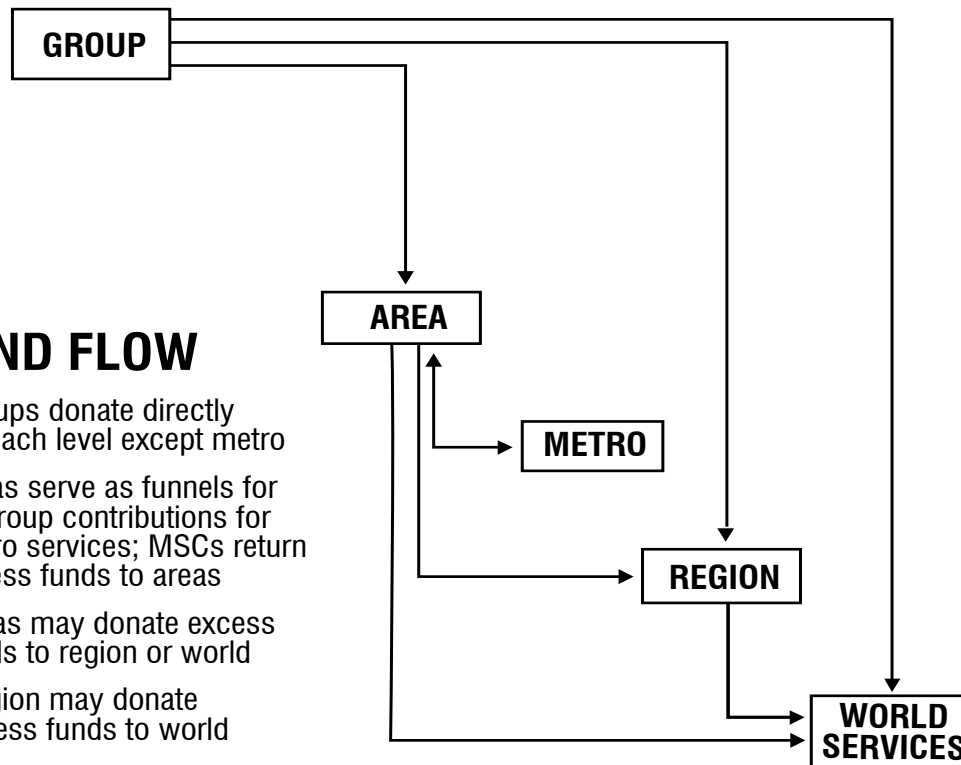 GROUP
AREA
ND FLOW
ups donate directly
ach level except metro
METRO
as serve as funnels for
roup contributions for
ro services; MSCs return
ess funds to areas
REGION
as may donate excess
ds to region or world
gion may donate
ess funds to world
WORLD
SERVICES